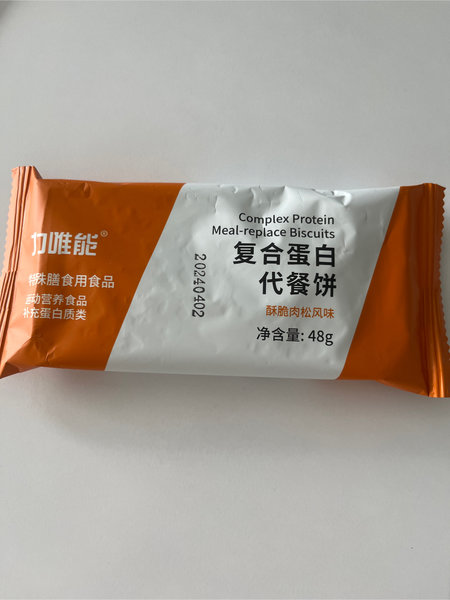 力唯能®
特殊膳食用食品
运动营养食品
补充蛋白质类
20240402
Complex Protein
Meal-replace Biscuits
复合蛋白
代餐饼
酥脆肉松风味
净含量: 48g